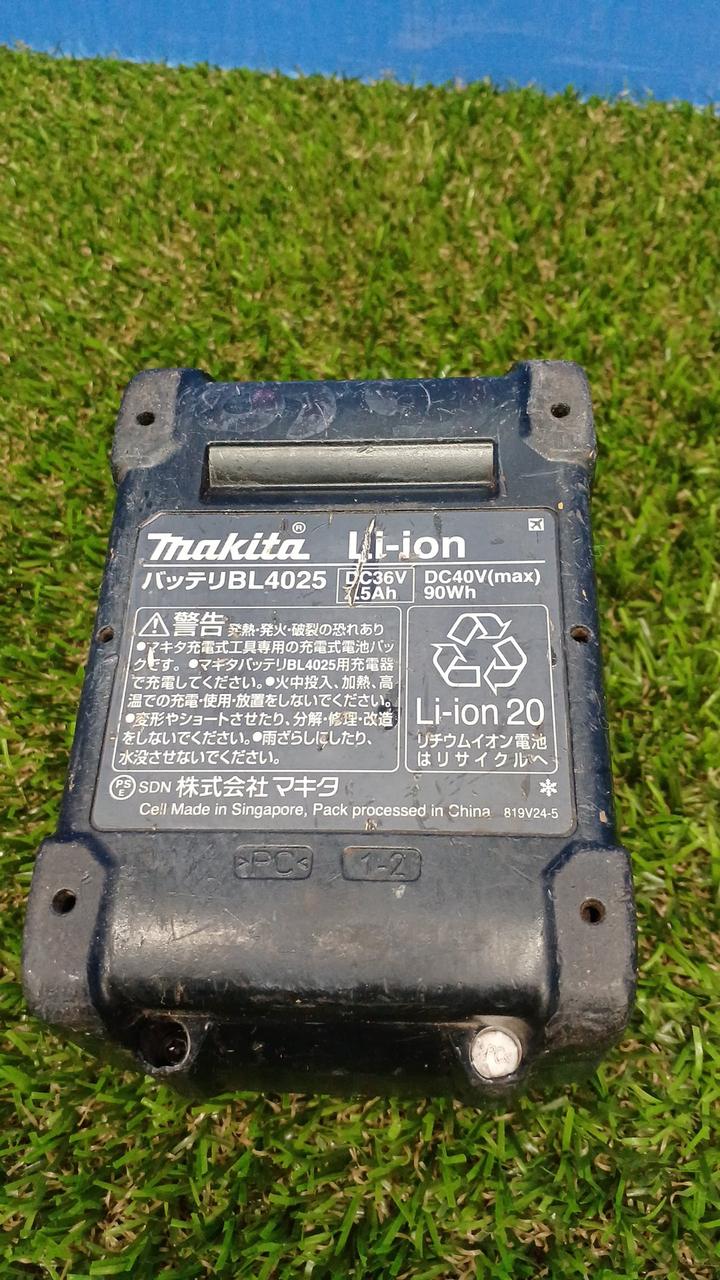 makita® Li-ion
バッテリBL4025 DC36V DC40V(max)
2.5Ah 90Wh
警告 発熱・発火・破裂の恐れあり
●マキタ充電式工具専用の充電式電池パッ
クです。●マキタバッテリBL4025用充電器
で充電してください。●火中投入、加熱、高
温での充電・使用・放置をしないでください。
●変形やショートさせたり、分解・修理・改造
をしないでください。●雨ざらしにしたり、
水没させないでください。
Li-ion 20
リチウムイオン電池
はリサイクルへ
PS
E SDN 株式会社 マキタ
Cell Made in Singapore, Pack processed in China 819V24-5
>PC< 1-2